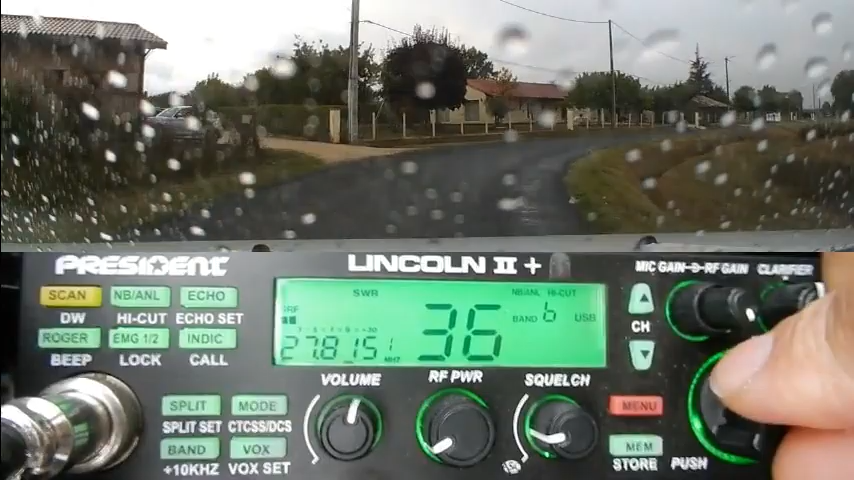 PRESIDENT LINCOLN II + MIC GAIN RF GAIN CLARIFIER
SCAN NB/ANL ECHO
DW HI-CUT ECHO SET
ROGER EMG 1/2 INDIC
BEEP LOCK CALL
SWR NB/ANL HI-CUT
36 BAND 6 USB
27.8151 MHZ
CH
VOLUME RF PWR SQUELCH
SPLIT MODE
SPLIT SET CTCSS/DCS
BAND VOX
+10KHZ VOX SET
MENU
MEM
STORE PUSH